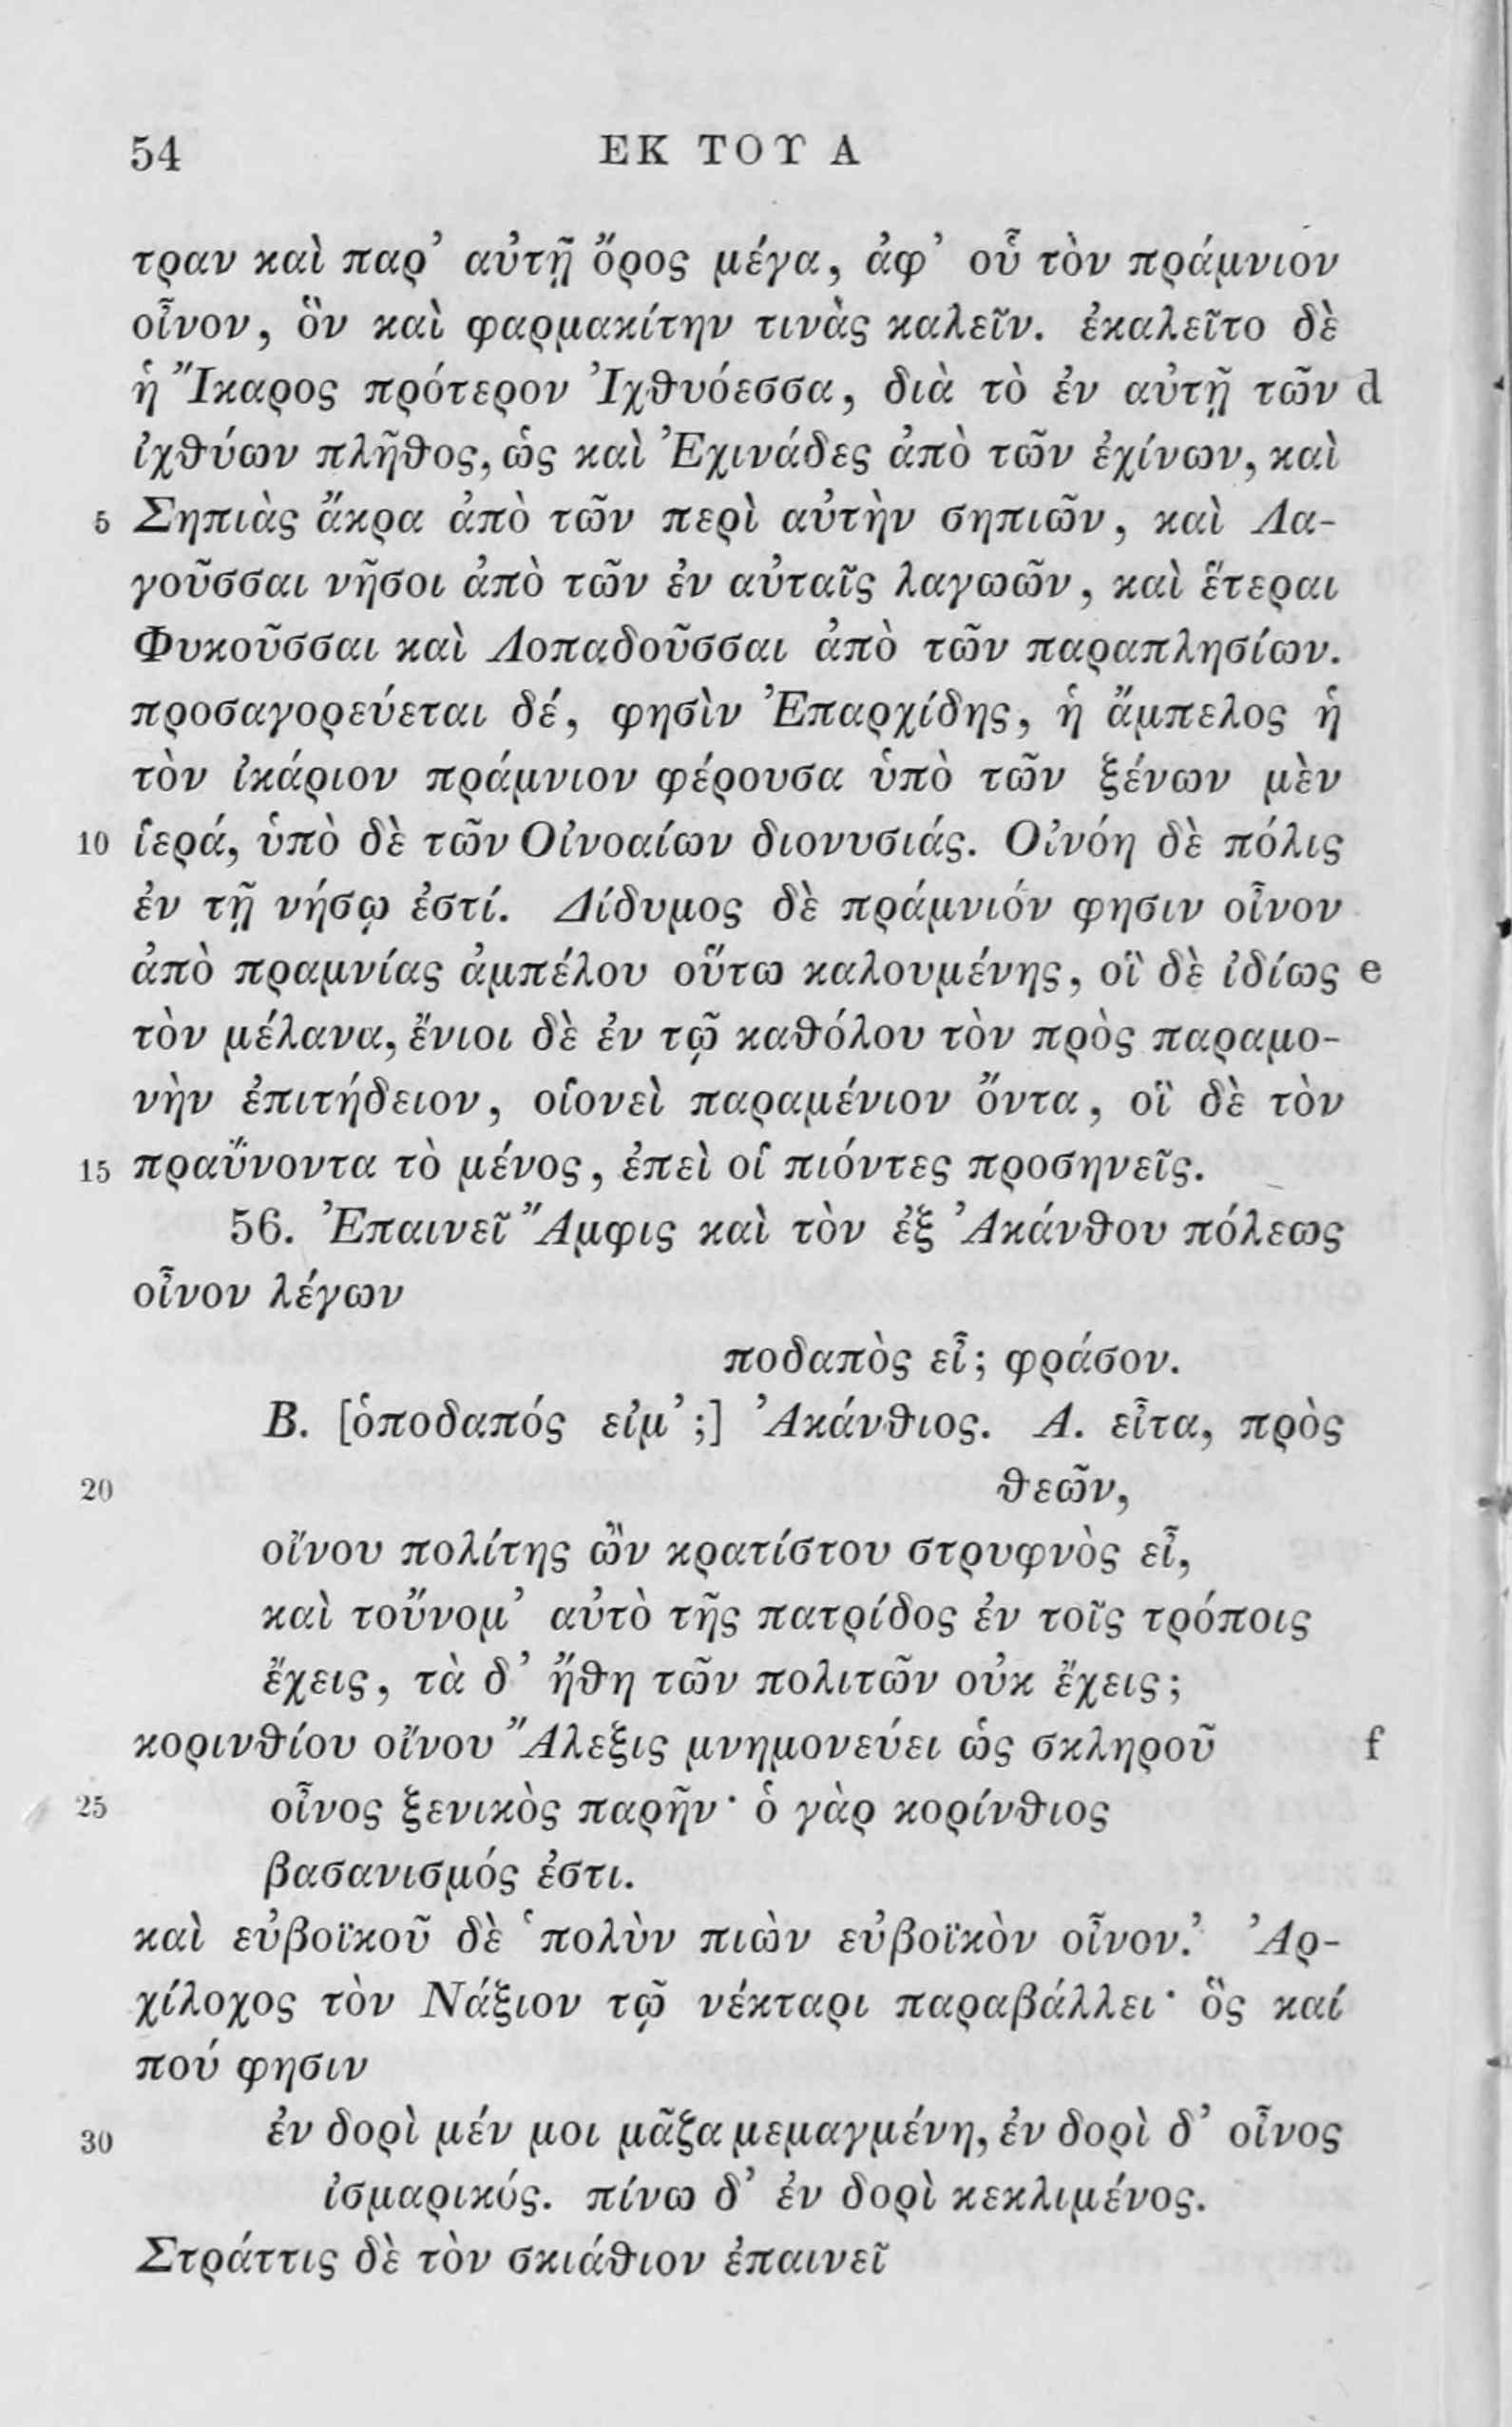 54 ΕΚ ΤΟΥ Α
τραν καὶ παρ’ αὐτῇ ὄρος μέγα, ἀφ’ οὗ τὸν πράμνιον
οἶνον, ὃν καὶ φαρμακίτην τινὰς καλεῖν. ἐκαλεῖτο δὲ
ἡ Ἴκαρος πρότερον Ἰχθυόεσσα, διὰ τὸ ἐν αὐτῇ τῶν d
ἰχθύων πλῆθος, ὡς καὶ Ἐχινάδες ἀπὸ τῶν ἐχίνων, καὶ
5 Σηπιὰς ἄκρα ἀπὸ τῶν περὶ αὐτὴν σηπιῶν, καὶ Λα-
γοῦσσαι νῆσοι ἀπὸ τῶν ἐν αὐταῖς λαγωῶν, καὶ ἕτεραι
Φυκοῦσσαι καὶ Λοπαδοῦσσαι ἀπὸ τῶν παραπλησίων.
προσαγορεύεται δέ, φησὶν Ἐπαρχίδης, ἡ ἄμπελος ἡ
τὸν ἰκάριον πράμνιον φέρουσα ὑπὸ τῶν ξένων μὲν
10 ἱερά, ὑπὸ δὲ τῶν Οἰνοαίων διονυσιάς. Οἰνόη δὲ πόλις
ἐν τῇ νήσῳ ἐστί. Δίδυμος δὲ πράμνιόν φησιν οἶνον
ἀπὸ πραμνίας ἀμπέλου οὕτω καλουμένης, οἳ δὲ ἰδίως e
τὸν μέλανα, ἔνιοι δὲ ἐν τῷ καθόλου τὸν πρὸς παραμο-
νὴν ἐπιτήδειον, οἱονεὶ παραμένιον ὄντα, οἳ δὲ τὸν
15 πραΰνοντα τὸ μένος, ἐπεὶ οἱ πιόντες προσηνεῖς.
56. Ἐπαινεῖ Ἄμφις καὶ τὸν ἐξ Ἀκάνθου πόλεως
οἶνον λέγων
ποδαπὸς εἶ; φράσον.
Β. [ὁποδαπός εἰμ’;] Ἀκάνθιος. Α. εἶτα, πρὸς
20 θεῶν,
οἴνου πολίτης ὢν κρατίστου στρυφνὸς εἶ,
καὶ τοὔνομ’ αὐτὸ τῆς πατρίδος ἐν τοῖς τρόποις
ἔχεις, τὰ δ’ ἤθη τῶν πολιτῶν οὐκ ἔχεις;
κορινθίου οἴνου Ἄλεξις μνημονεύει ὡς σκληροῦ f
25 οἶνος ξενικὸς παρῆν· ὁ γὰρ κορίνθιος
βασανισμός ἐστι.
καὶ εὐβοϊκοῦ δὲ ‘πολὺν πιὼν εὐβοϊκὸν οἶνον.’ Ἀρ-
χίλοχος τὸν Νάξιον τῷ νέκταρι παραβάλλει· ὃς καί
πού φησιν
30 ἐν δορὶ μέν μοι μᾶζα μεμαγμένη, ἐν δορὶ δ’ οἶνος
ἰσμαρικός. πίνω δ’ ἐν δορὶ κεκλιμένος.
Στράττις δὲ τὸν σκιάθιον ἐπαινεῖ